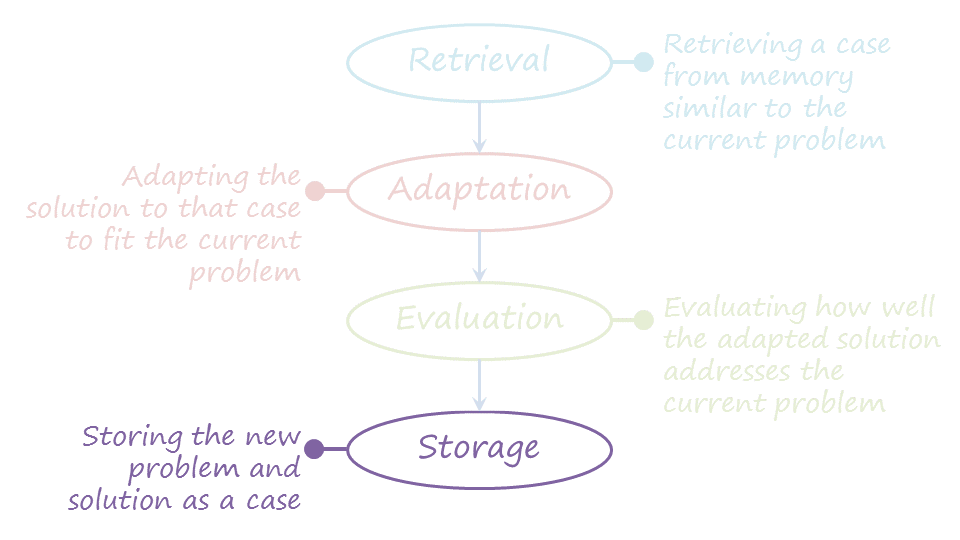 Retrieval
Retrieving a case
from memory
similar to the
current problem
Adapting the
solution to that case
to fit the current
problem
Adaptation
Evaluation
Evaluating how well
the adapted solution
addresses the
current problem
Storing the new
problem and
solution as a case
Storage